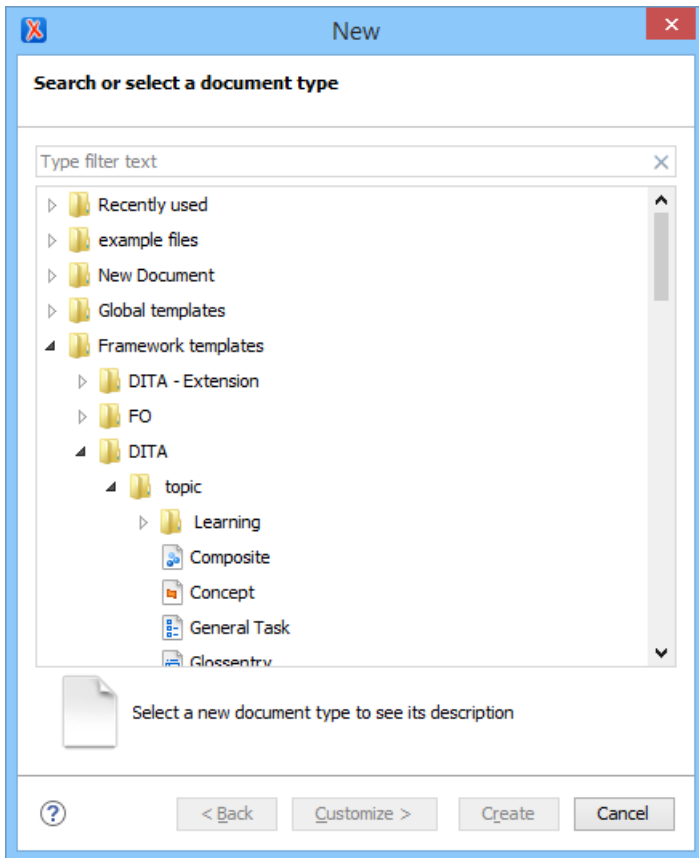 New
Search or select a document type
Type filter text
Recently used
example files
New Document
Global templates
Framework templates
DITA - Extension
FO
DITA
topic
Learning
Composite
Concept
General Task
Glossentry
Select a new document type to see its description
? < Back Customize > Create Cancel